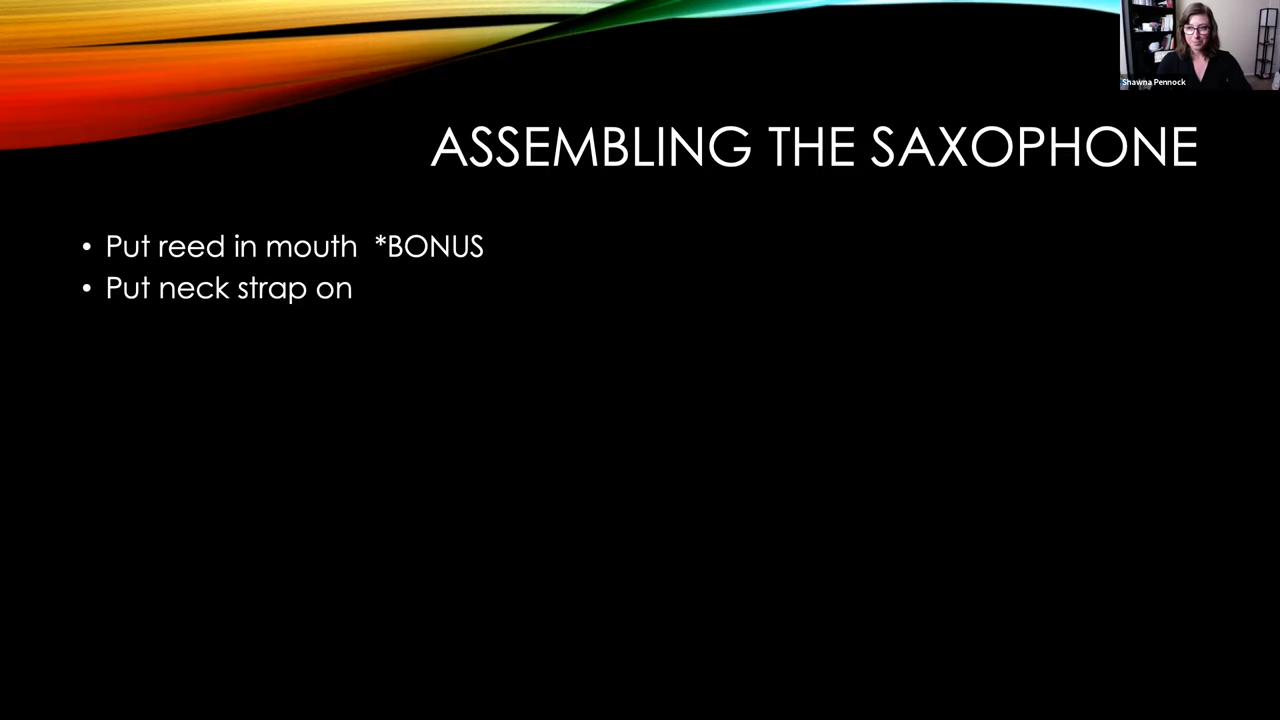 Shawna Pennock
ASSEMBLING THE SAXOPHONE
• Put reed in mouth *BONUS
• Put neck strap on